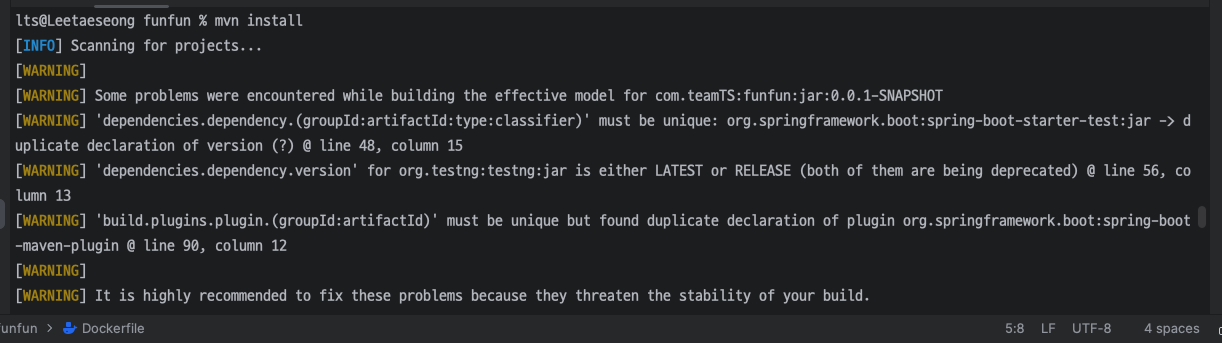 lts@Leetaeseong funfun % mvn install
[INFO] Scanning for projects...
[WARNING]
[WARNING] Some problems were encountered while building the effective model for com.teamTS:funfun:jar:0.0.1-SNAPSHOT
[WARNING] 'dependencies.dependency.(groupId:artifactId:type:classifier)' must be unique: org.springframework.boot:spring-boot-starter-test:jar -> d
uplicate declaration of version (?) @ line 48, column 15
[WARNING] 'dependencies.dependency.version' for org.testng:testng:jar is either LATEST or RELEASE (both of them are being deprecated) @ line 56, co
lumn 13
[WARNING] 'build.plugins.plugin.(groupId:artifactId)' must be unique but found duplicate declaration of plugin org.springframework.boot:spring-boot
-maven-plugin @ line 90, column 12
[WARNING]
[WARNING] It is highly recommended to fix these problems because they threaten the stability of your build.
unfun > Dockerfile 5:8 LF UTF-8 4 spaces